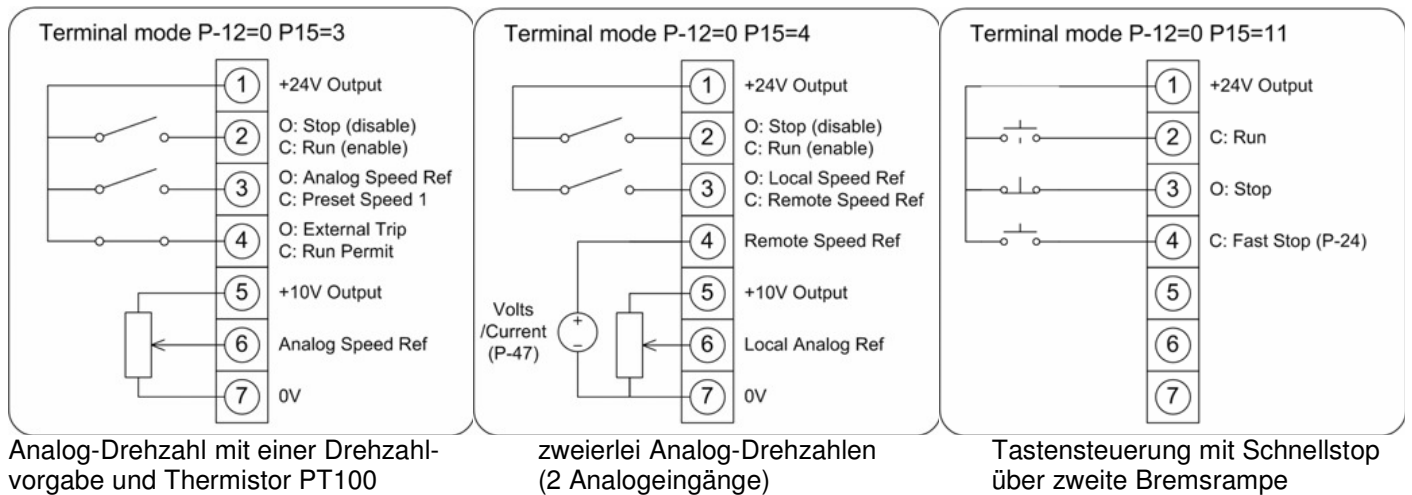 Terminal mode P-12=0 P15=3
1
+24V Output
2
O: Stop (disable)
C: Run (enable)
3
O: Analog Speed Ref
C: Preset Speed 1
4
O: External Trip
C: Run Permit
5
+10V Output
6
Analog Speed Ref
7
0V
Analog-Drehzahl mit einer Drehzahl-
vorgabe und Thermistor PT100
Terminal mode P-12=0 P15=4
1
+24V Output
2
O: Stop (disable)
C: Run (enable)
3
O: Local Speed Ref
C: Remote Speed Ref
4
Remote Speed Ref
Volts
/Current
(P-47)
+
–
5
+10V Output
6
Local Analog Ref
7
0V
zweierlei Analog-Drehzahlen
(2 Analogeingänge)
Terminal mode P-12=0 P15=11
1
+24V Output
2
C: Run
3
O: Stop
4
C: Fast Stop (P-24)
5
6
7
Tastensteuerung mit Schnellstop
über zweite Bremsrampe